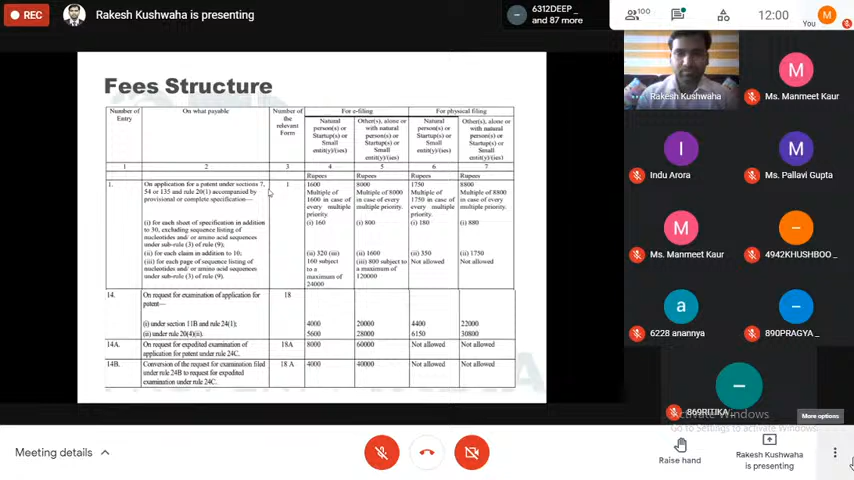 REC
Rakesh Kushwaha is presenting
6312DEEP _
and 87 more
100
12:00
You
M
Fees Structure
Number of Entry
On what payable
Number of the relevant Form
For e-filing
For physical filing
Natural person(s) or Startup(s) or Small entity(y)/(ies)
Other(s), alone or with natural person(s) or Startup(s) or Small entity(y)/(ies)
Natural person(s) or Startup(s) or Small entity(y)/(ies)
Other(s), alone or with natural person(s) or Startup(s) or Small entity(y)/(ies)
1 2 3 4 5 6 7
Rupees Rupees Rupees Rupees
1.
On application for a patent under sections 7, 54 or 135 and rule 20(1) accompanied by provisional or complete specification—
1
1600 Multiple of 1600 in case of every multiple priority.
8000 Multiple of 8000 in case of every multiple priority.
1750 Multiple of 1750 in case of every multiple priority.
8800 Multiple of 8800 in case of every multiple priority.
(i) for each sheet of specification in addition to 30, excluding sequence listing of nucleotides and/ or amino acid sequences under sub-rule (3) of rule (9);
(i) 160
(i) 800
(i) 180
(i) 880
(ii) for each claim in addition to 10;
(iii) for each page of sequence listing of nucleotides and/or amino acid sequences under sub-rule (3) of rule (9).
(ii) 320 (iii) 160 subject to a maximum of 24000
(ii) 1600 (iii) 800 subject to a maximum of 120000
(ii) 350 Not allowed
(ii) 1750 Not allowed
14.
On request for examination of application for patent—
18
(i) under section 11B and rule 24(1); 4000 20000 4400 22000
(ii) under rule 20(4)(ii). 5600 28000 6150 30800
14A. On request for expedited examination of application for patent under rule 24C. 18A 8000 60000 Not allowed Not allowed
14B. Conversion of the request for examination filed under rule 24B to request for expedited examination under rule 24C. 18 A 4000 40000 Not allowed Not allowed
Rakesh Kushwaha
M
Ms. Manmeet Kaur
I
Indu Arora
M
Ms. Pallavi Gupta
M
Ms. Manmeet Kaur
4942KHUSHBOO _
a
6228 anannya
890PRAGYA _
869RITIKA _
More options
Activate Windows
Go to Settings to activate Windows.
Meeting details
Raise hand
Rakesh Kushwaha
is presenting